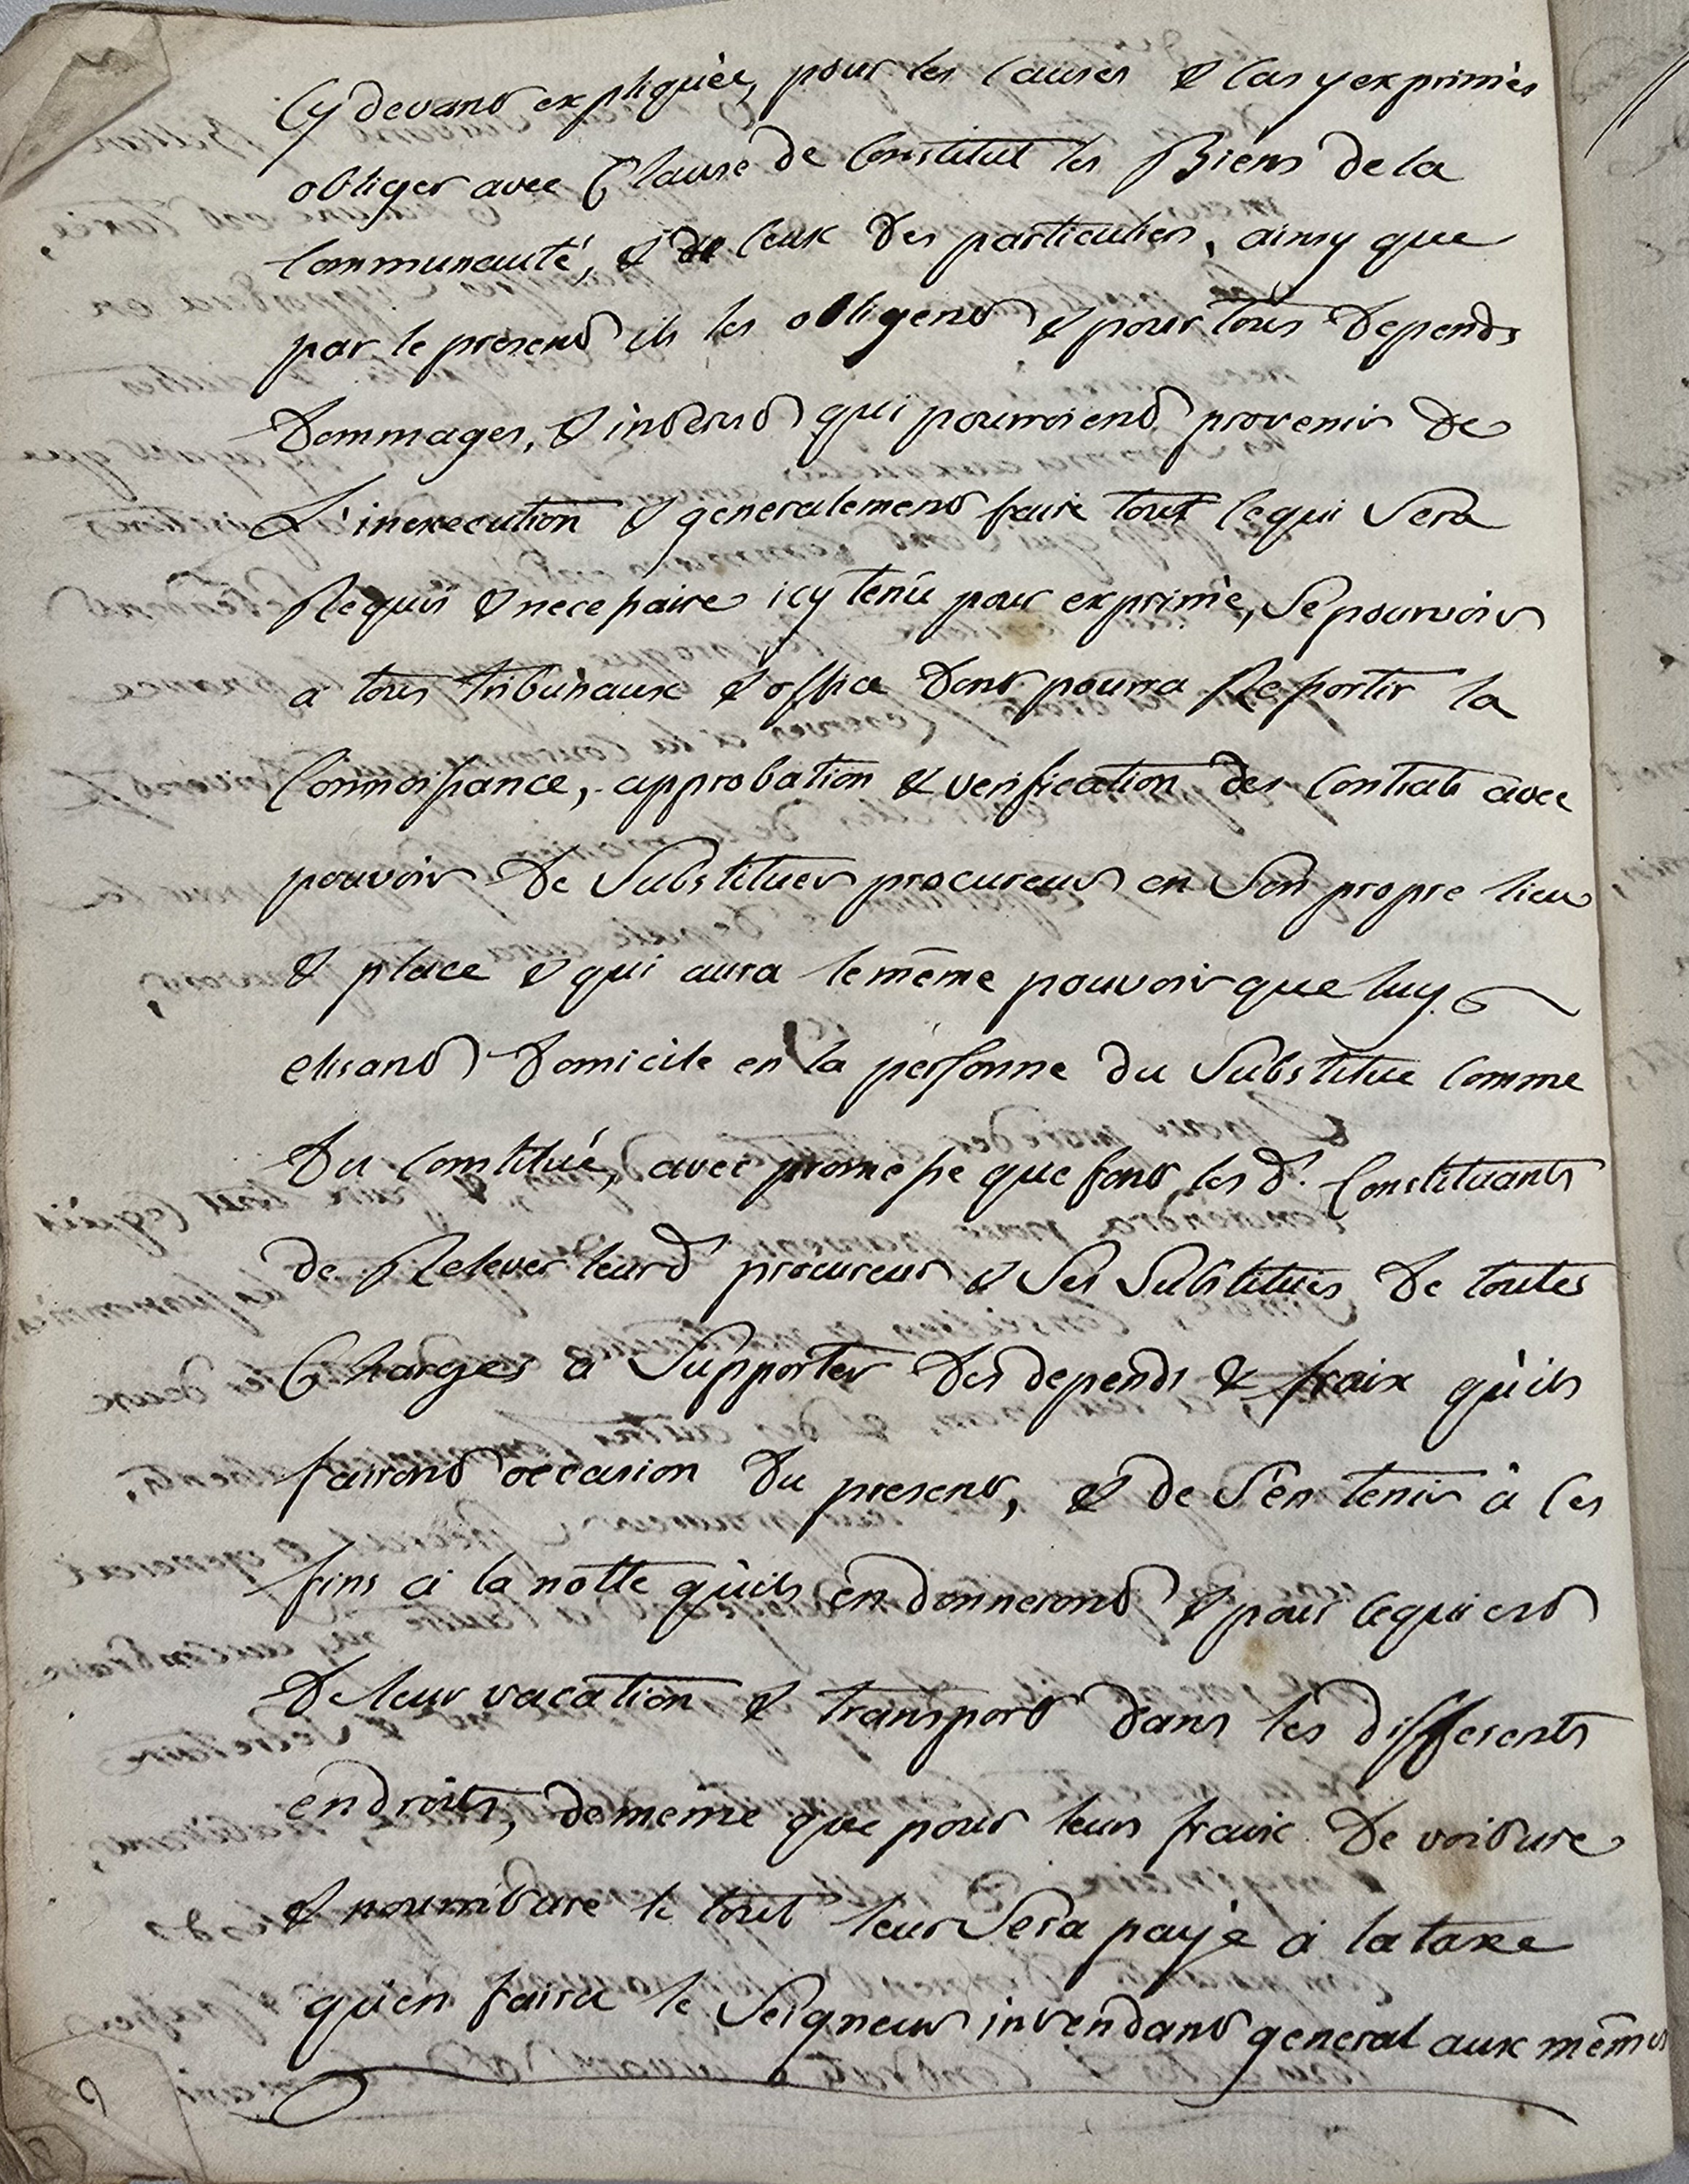 Cy devant expliquée, pour les causes & cas y exprimés
obliger avec Clause de Constitut les Biens de la
Communauté, & de ceux des particuliers, ainsy que
par le present ils les obligent & pour tous depends
Dommages, & interest qui pourroient provenir de
L'inexecution & generalement faire tout ce qui sera
Requis & necessaire icy tenû pour exprimé, Se pourvoir
a tous tribunaux & office dont pourra Ressortir la
Connoissance, approbation & verification des Contrats avec
pouvoir de Substituer procureur en Son propre lieu
& place & qui aura le même pouvoir que luy
elisant Domicile en la personne du Substitue comme
du Constitué, avec promesse que font les d. Constituants
de Relever leur d procureur & Ses Substitués de toutes
Charges a Supporter des depends & fraix qu'ils
fairont occasion du present, & de S'en tenir à ces
fins a la notte qu'ils en donneront & pour ce qui est
de leur vacation & transport dans les differents
endroits, de meme que pour leurs fraix de voiture
& nourriture le tout leur Sera payé a la taxe
qu'en faira le Seigneur intendant general aux mêmes